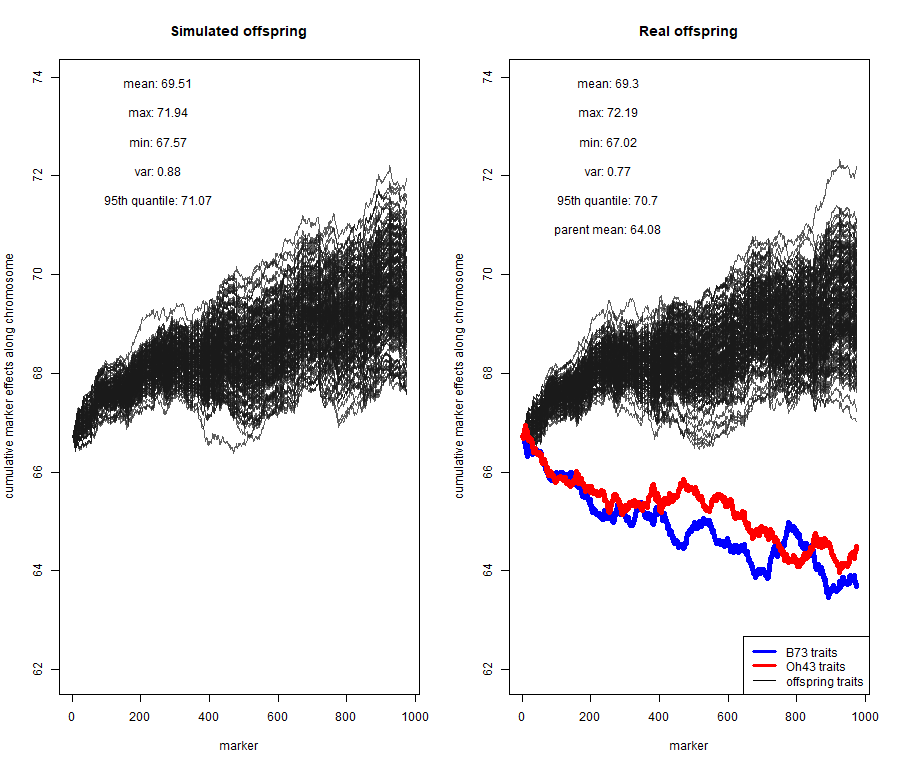 Simulated offspring
mean: 69.51
max: 71.94
min: 67.57
var: 0.88
95th quantile: 71.07
cumulative marker effects along chromosome
74
72
70
68
66
64
62
0 200 400 600 800 1000
marker
Real offspring
mean: 69.3
max: 72.19
min: 67.02
var: 0.77
95th quantile: 70.7
parent mean: 64.08
cumulative marker effects along chromosome
74
72
70
68
66
64
62
B73 traits
Oh43 traits
offspring traits
0 200 400 600 800 1000
marker